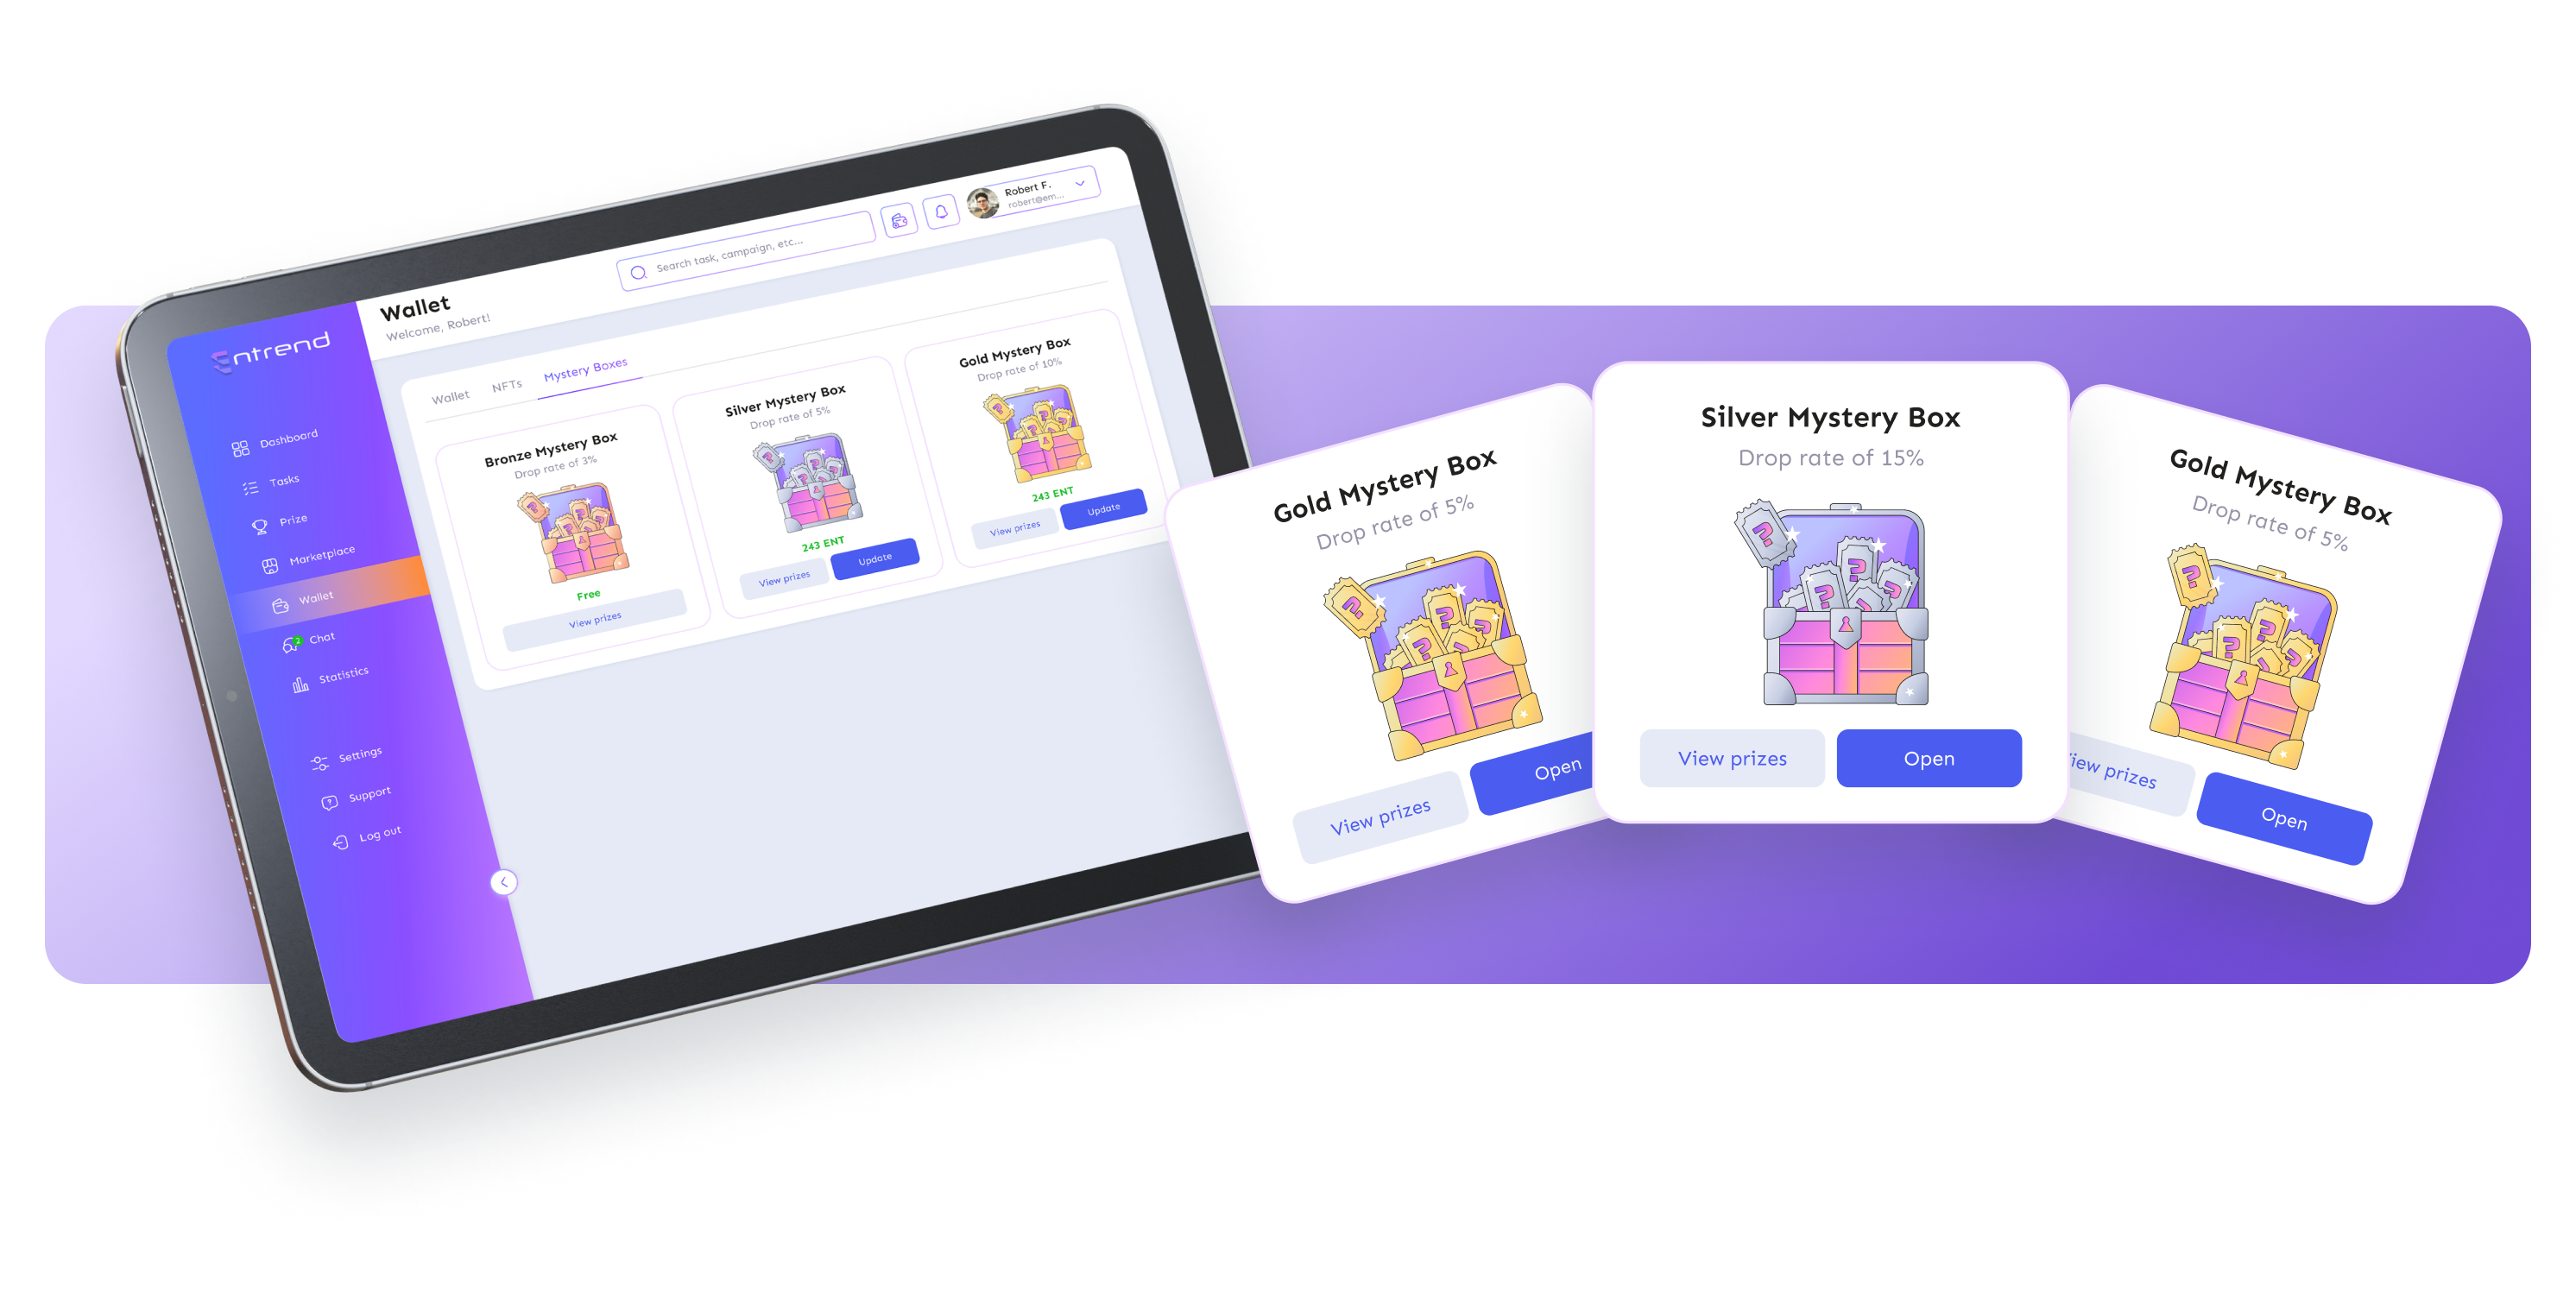 Entrend
Dashboard
Tasks
Prize
Marketplace
Wallet
2
Chat
Statistics
Settings
Support
Log out
Wallet
Welcome, Robert!
Search task, campaign, etc...
Robert F.
robert@em...
Wallet
NFTs
Mystery Boxes
Bronze Mystery Box
Drop rate of 3%
Free
View prizes
Silver Mystery Box
Drop rate of 5%
243 ENT
View prizes
Update
Gold Mystery Box
Drop rate of 10%
243 ENT
View prizes
Update
Gold Mystery Box
Drop rate of 5%
View prizes
Open
Silver Mystery Box
Drop rate of 15%
View prizes
Open
Gold Mystery Box
Drop rate of 5%
View prizes
Open